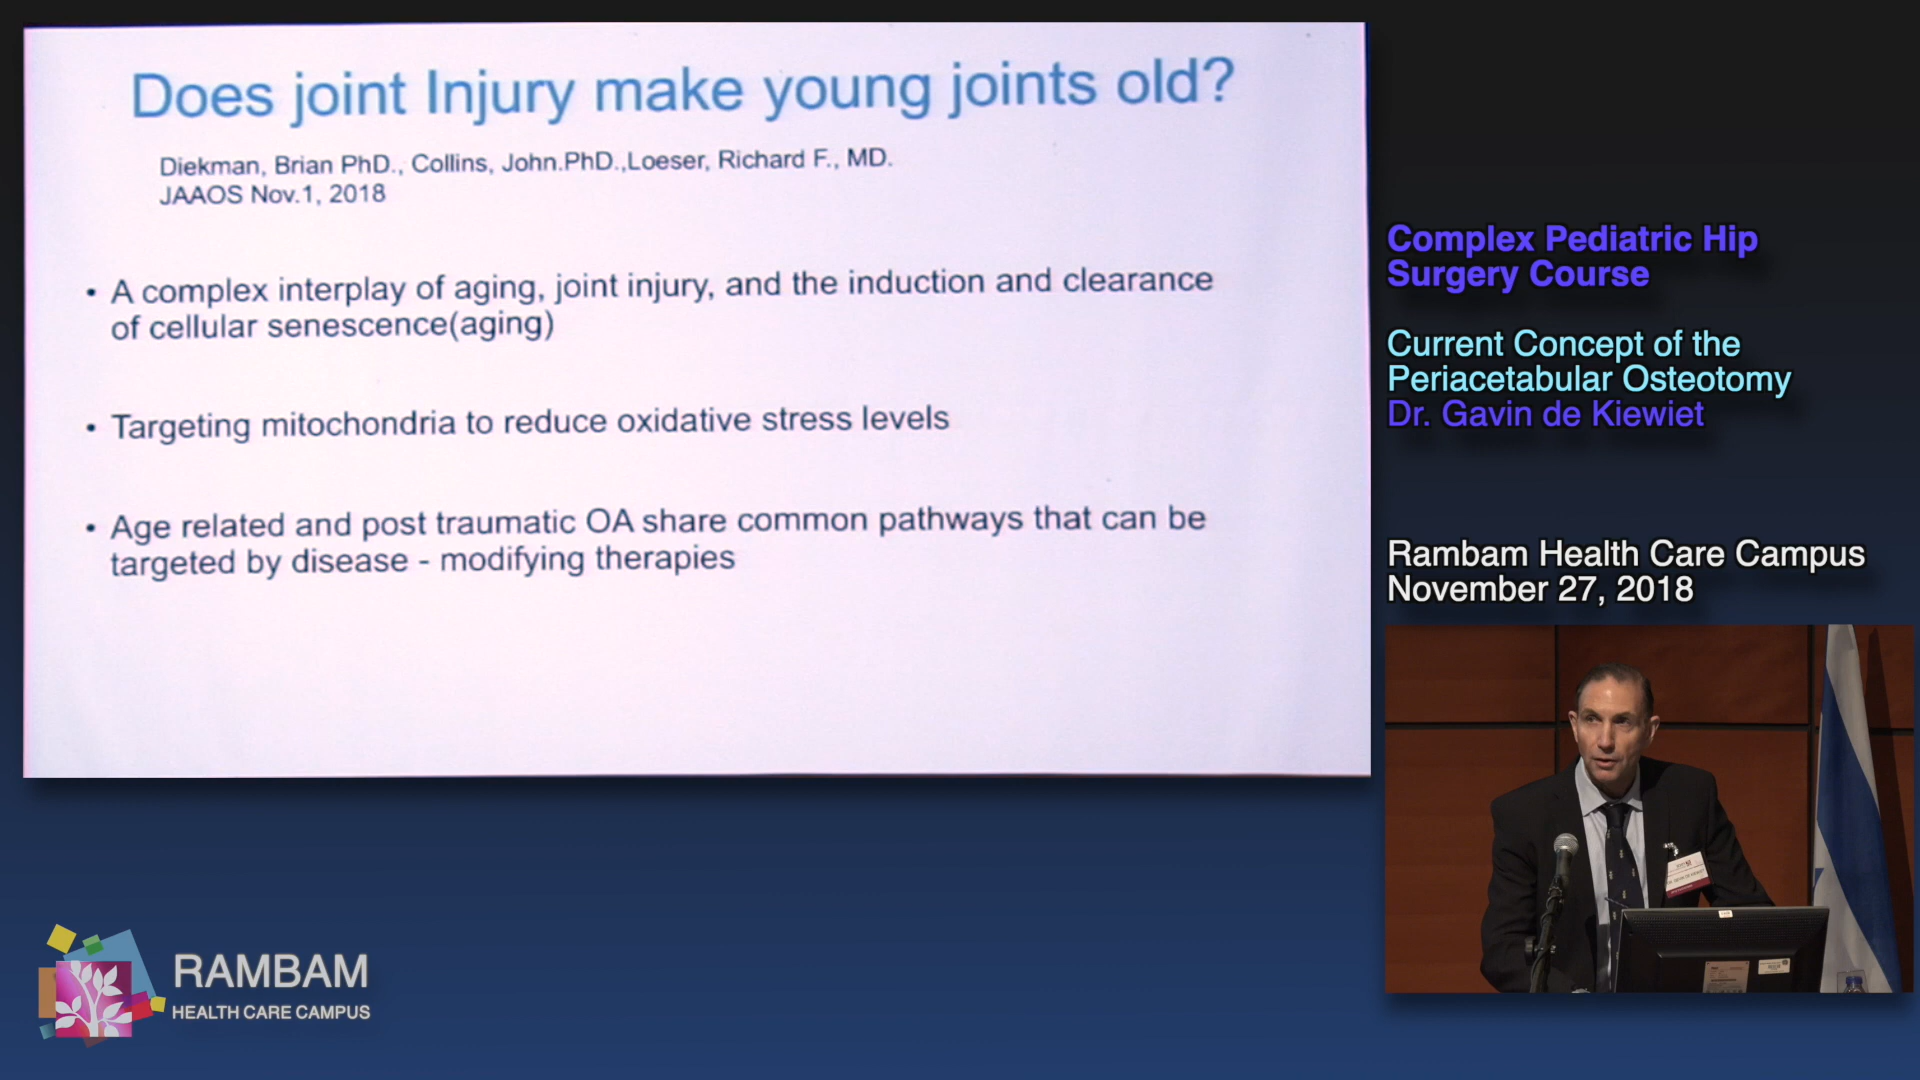 Does joint Injury make young joints old?
Diekman, Brian PhD., Collins, John.PhD.,Loeser, Richard F., MD.
JAAOS Nov.1, 2018
• A complex interplay of aging, joint injury, and the induction and clearance
of cellular senescence(aging)
• Targeting mitochondria to reduce oxidative stress levels
• Age related and post traumatic OA share common pathways that can be
targeted by disease - modifying therapies
Complex Pediatric Hip
Surgery Course
Current Concept of the
Periacetabular Osteotomy
Dr. Gavin de Kiewiet
Rambam Health Care Campus
November 27, 2018
RAMBAM
HEALTH CARE CAMPUS